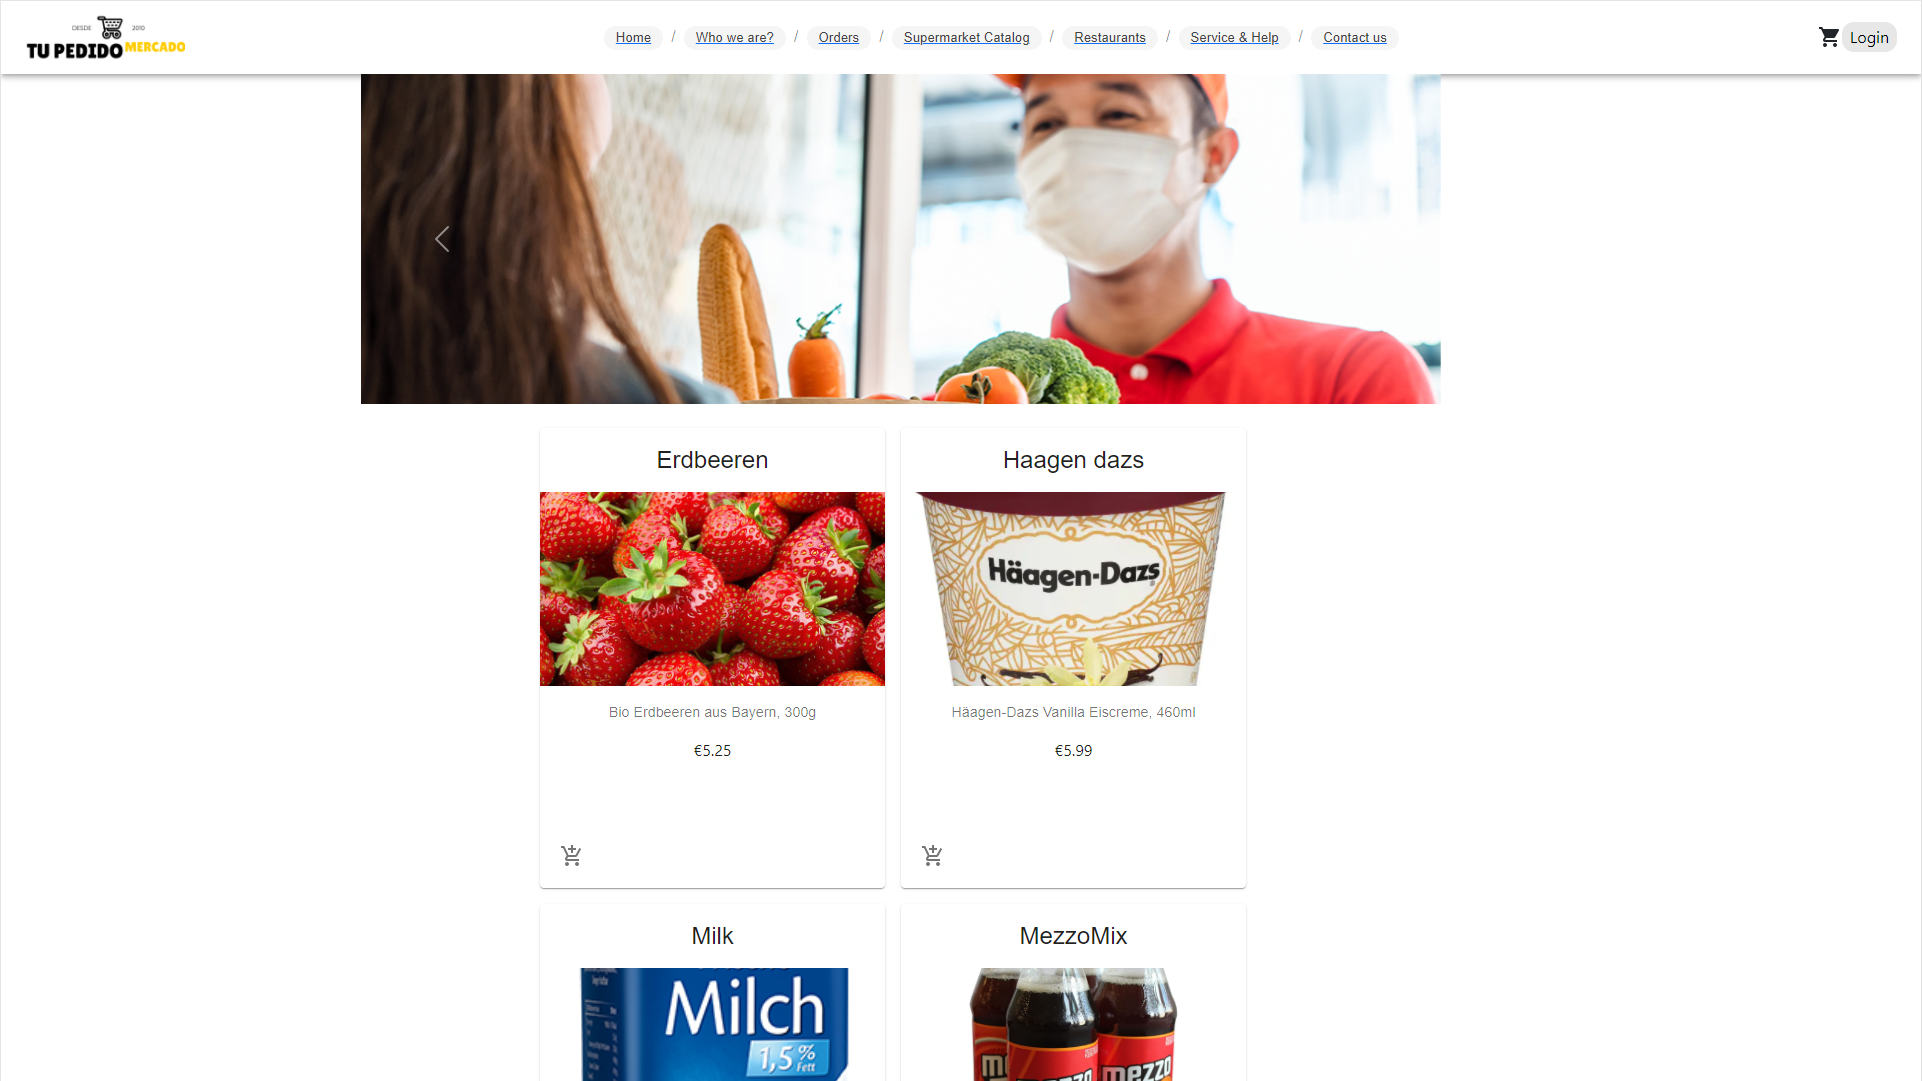 DESDE 2010
TU PEDIDO MERCADO
Home / Who we are? / Orders / Supermarket Catalog / Restaurants / Service & Help / Contact us
Login
Erdbeeren
Haagen dazs
Häagen-Dazs
Bio Erdbeeren aus Bayern, 300g
Häagen-Dazs Vanilla Eiscreme, 460ml
€5.25
€5.99
Milk
MezzoMix
Milch
1,5 %
Fett
mezzo
mezzo